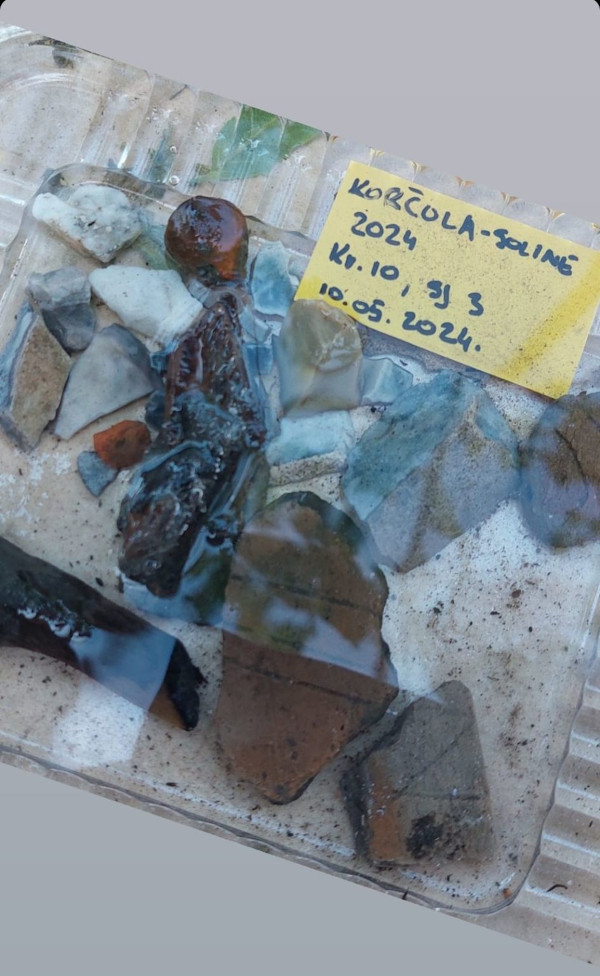 KORČULA-SOLINE
2024
Kv.10, SJ 3
10.05.2024.